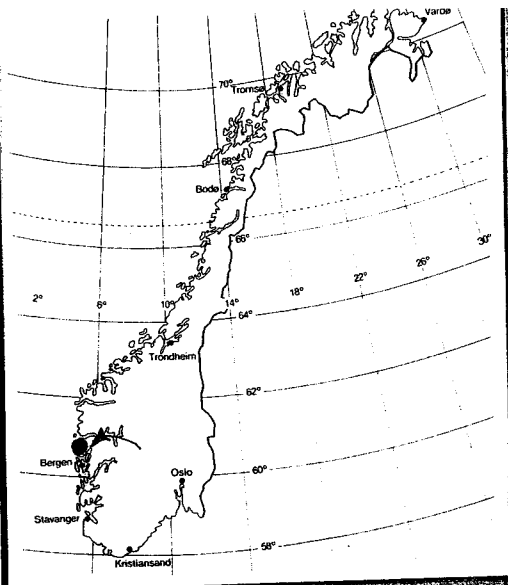 Vardø
70°
Tromsø
68°
Bodø
66°
30°
26°
22°
18°
14°
10°
6°
2°
64°
Trondheim
62°
Bergen
Oslo
60°
Stavanger
58°
Kristiansand